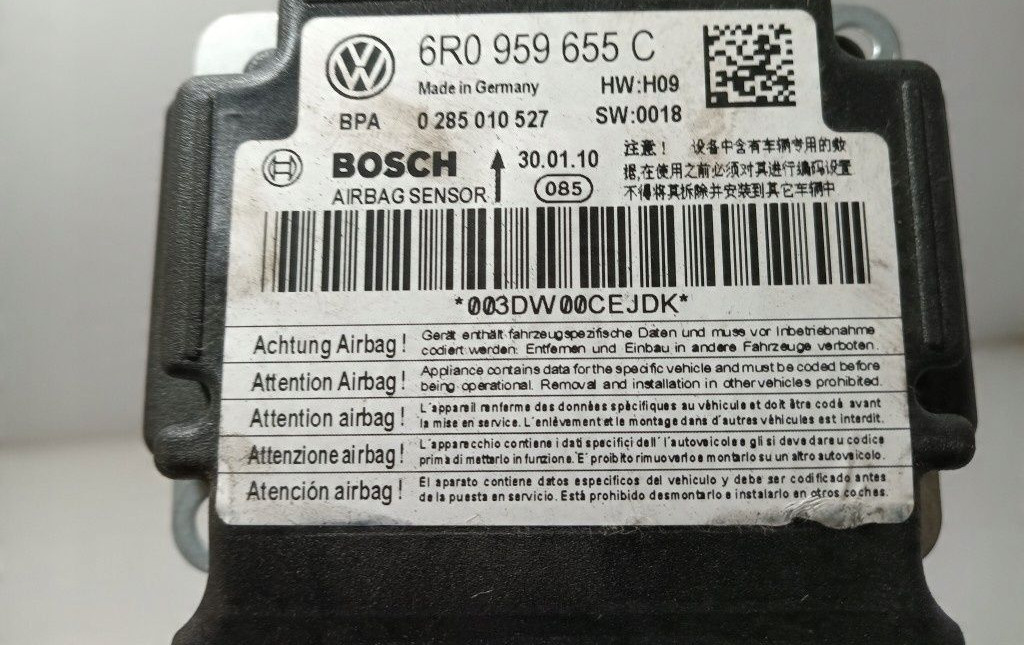 6R0 959 655 C
Made in Germany HW:H09
BPA 0 285 010 527 SW:0018
BOSCH 30.01.10
AIRBAG SENSOR 085
注意! 设备中含有车辆专用的数
据,在使用之前必须对其进行编码设置
不得将其拆除并安装到其它车辆中
*003DW00CEJDK*
Achtung Airbag! Gerät enthält fahrzeugspezifische Daten und muss vor Inbetriebnahme
codiert werden. Entfernen und Einbau in andere Fahrzeuge verboten.
Attention Airbag! Appliance contains data for the specific vehicle and must be coded before
being operational. Removal and installation in other vehicles prohibited.
Attention airbag! L'appareil renferme des données spécifiques au véhicule et doit être codé avant
la mise en service. L'enlèvement et le montage dans d'autres véhicules est interdit.
Attenzione airbag! L'apparecchio contiene i dati specifici dell'l'autoveicolo e gli si deve dare u codice
prima di metterlo in funzione. E' proibito rimuoverlo e montarlo su un altro autoveicolo.
Atención airbag! El aparato contiene datos especificos del vehiculo y debe ser codificado antes
de la puesta en servicio. Está prohibido desmontarlo e instalarlo en otros coches.